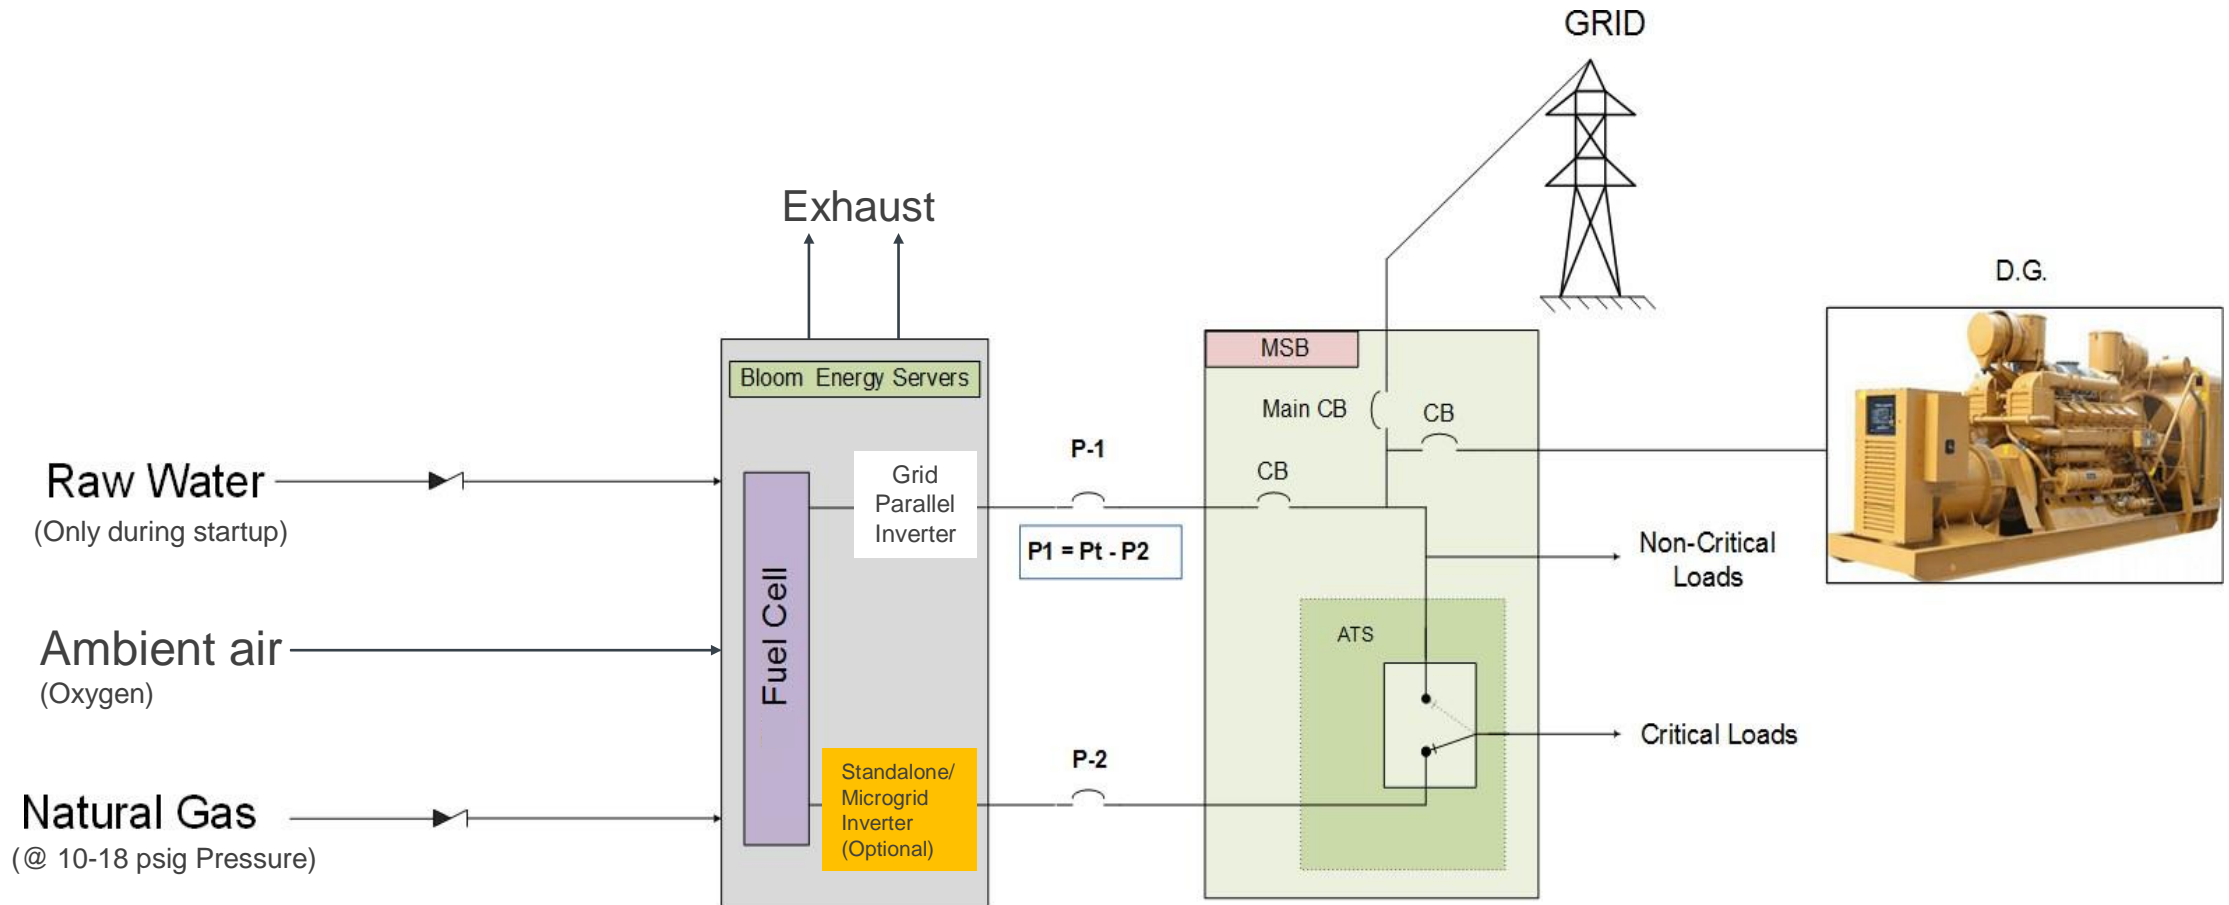 GRID
Exhaust
D.G.
MSB
Bloom Energy Servers
Main CB
CB
P-1
CB
Raw Water
(Only during startup)
Grid
Parallel
Inverter
P1 = Pt - P2
Non-Critical
Loads
Fuel Cell
Ambient air
(Oxygen)
ATS
Critical Loads
P-2
Standalone/
Microgrid
Inverter
(Optional)
Natural Gas
(@ 10-18 psig Pressure)